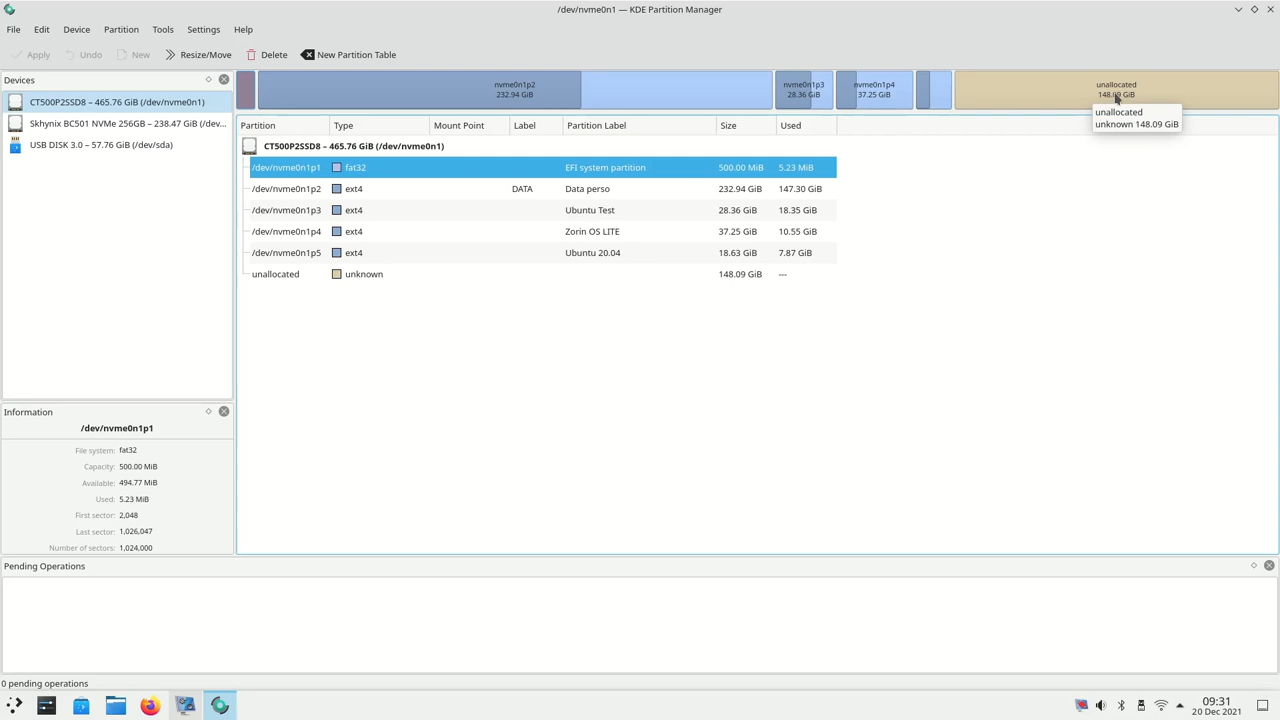 /dev/nvme0n1 — KDE Partition Manager
File Edit Device Partition Tools Settings Help
Apply Undo New Resize/Move Delete New Partition Table
Devices
CT500P2SSD8 – 465.76 GiB (/dev/nvme0n1)
Skhynix BC501 NVMe 256GB – 238.47 GiB (/dev...
USB DISK 3.0 – 57.76 GiB (/dev/sda)
nvme0n1p2
232.94 GiB
nvme0n1p3
28.36 GiB
nvme0n1p4
37.25 GiB
unallocated
148.09 GiB
unallocated
unknown 148.09 GiB
Partition Type Mount Point Label Partition Label Size Used
CT500P2SSD8 – 465.76 GiB (/dev/nvme0n1)
/dev/nvme0n1p1 fat32 EFI system partition 500.00 MiB 5.23 MiB
/dev/nvme0n1p2 ext4 DATA Data perso 232.94 GiB 147.30 GiB
/dev/nvme0n1p3 ext4 Ubuntu Test 28.36 GiB 18.35 GiB
/dev/nvme0n1p4 ext4 Zorin OS LITE 37.25 GiB 10.55 GiB
/dev/nvme0n1p5 ext4 Ubuntu 20.04 18.63 GiB 7.87 GiB
unallocated unknown 148.09 GiB ---
Information
/dev/nvme0n1p1
File system: fat32
Capacity: 500.00 MiB
Available: 494.77 MiB
Used: 5.23 MiB
First sector: 2,048
Last sector: 1,026,047
Number of sectors: 1,024,000
Pending Operations
0 pending operations
09:31
20 Dec 2021